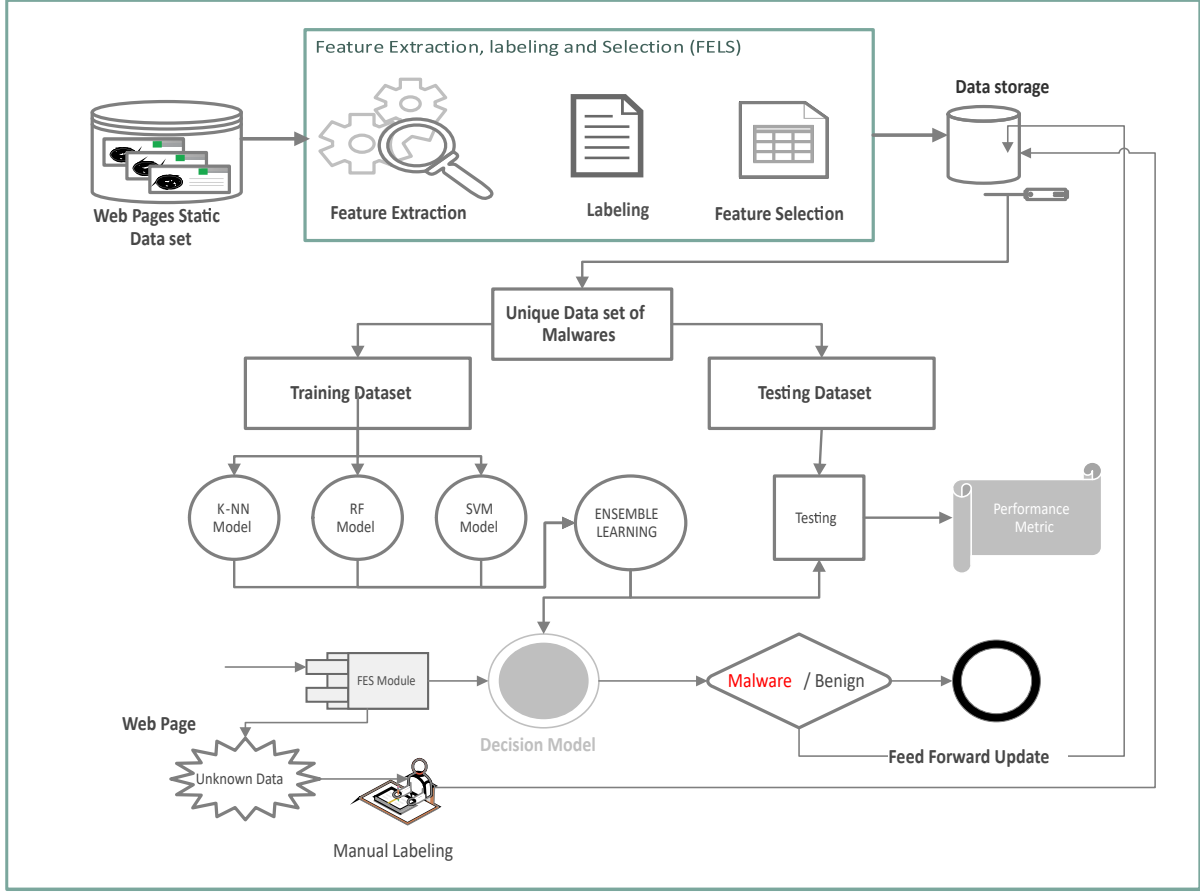 Feature Extraction, labeling and Selection (FELS)
Data storage
Web Pages Static
Data set
Feature Extraction
Labeling
Feature Selection
Unique Data set of
Malwares
Training Dataset
Testing Dataset
K-NN
Model
RF
Model
SVM
Model
ENSEMBLE
LEARNING
Testing
Performance
Metric
FES Module
Malware / Benign
Web Page
Decision Model
Feed Forward Update
Unknown Data
Manual Labeling